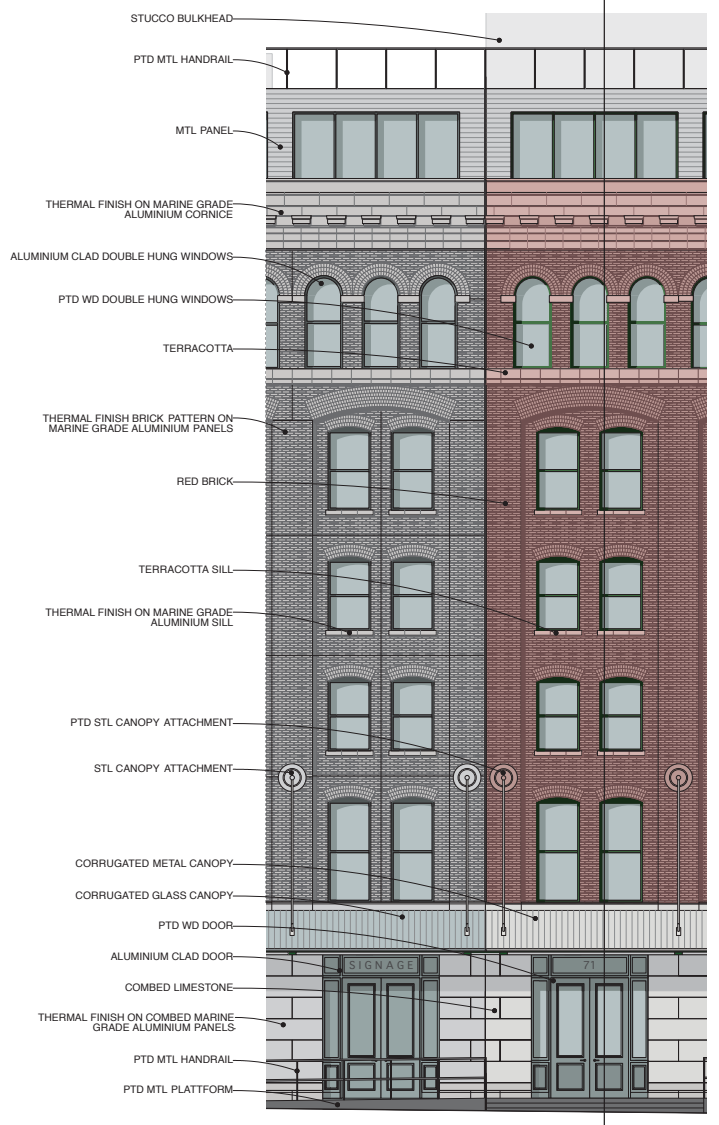 STUCCO BULKHEAD
PTD MTL HANDRAIL
MTL PANEL
THERMAL FINISH ON MARINE GRADE
ALUMINIUM CORNICE
ALUMINIUM CLAD DOUBLE HUNG WINDOWS
PTD WD DOUBLE HUNG WINDOWS
TERRACOTTA
THERMAL FINISH BRICK PATTERN ON
MARINE GRADE ALUMINIUM PANELS
RED BRICK
TERRACOTTA SILL
THERMAL FINISH ON MARINE GRADE
ALUMINIUM SILL
PTD STL CANOPY ATTACHMENT
STL CANOPY ATTACHMENT
CORRUGATED METAL CANOPY
CORRUGATED GLASS CANOPY
PTD WD DOOR
ALUMINIUM CLAD DOOR
SIGNAGE
71
COMBED LIMESTONE
THERMAL FINISH ON COMBED MARINE
GRADE ALUMINIUM PANELS
PTD MTL HANDRAIL
PTD MTL PLATTFORM